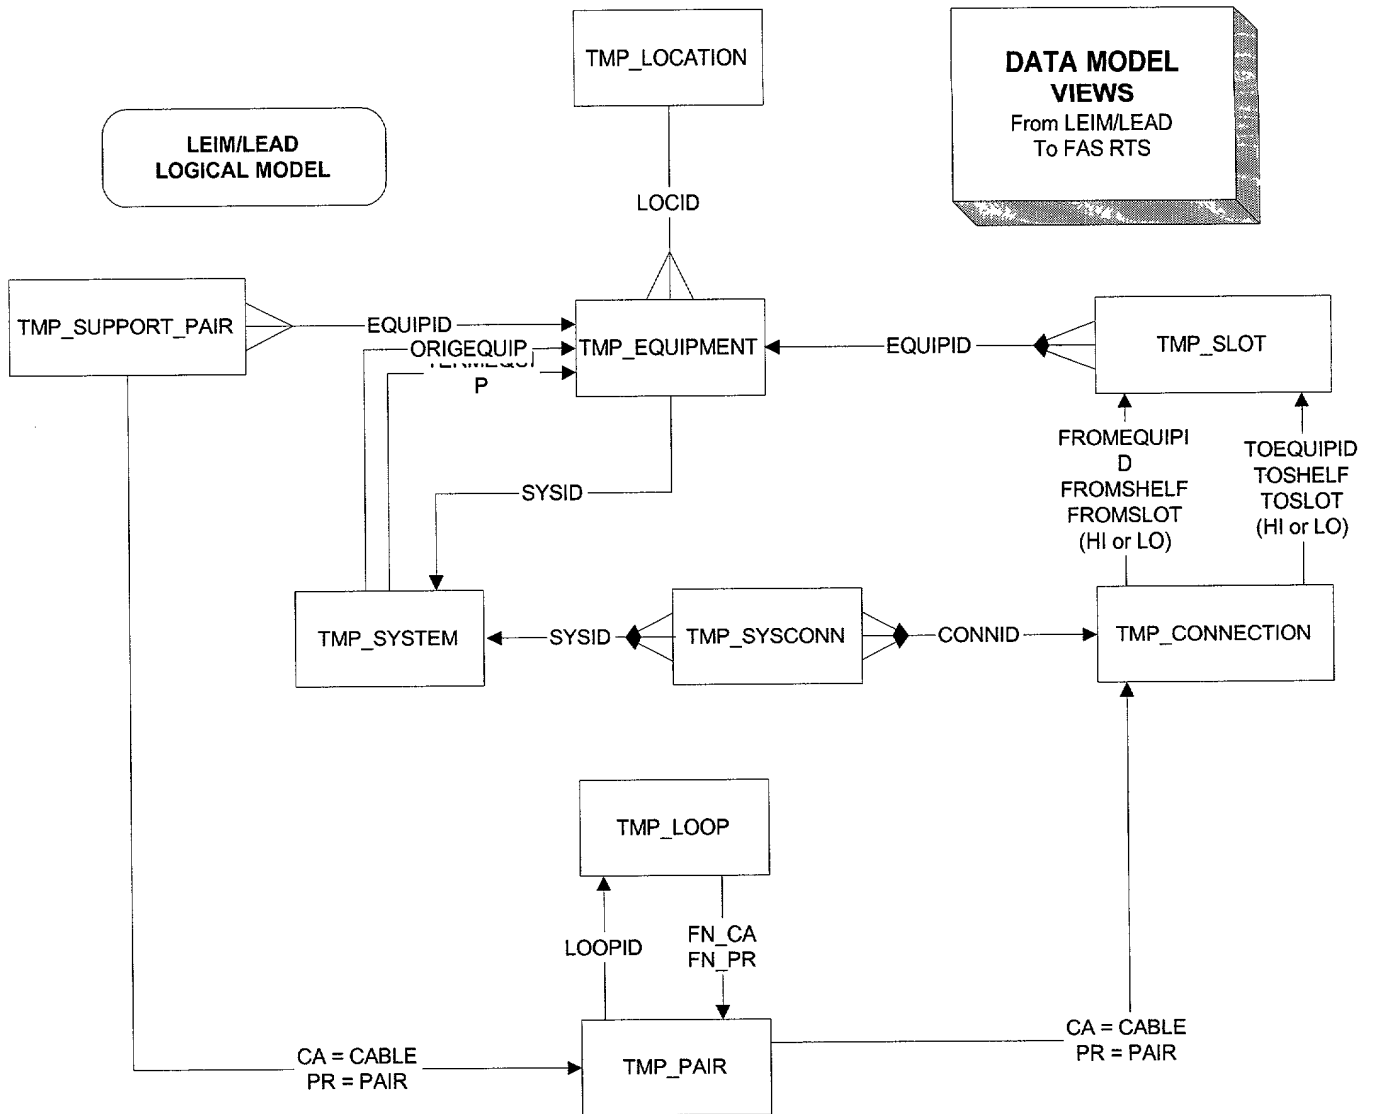 TMP_LOCATION
DATA MODEL
VIEWS
From LEIM/LEAD
To FAS RTS
LEIM/LEAD
LOGICAL MODEL
LOCID
TMP_SUPPORT_PAIR
EQUIPID
ORIGEQUIP
TERMEQUI
P
TMP_EQUIPMENT
EQUIPID
TMP_SLOT
FROMEQUIPI
D
FROMSHELF
FROMSLOT
(HI or LO)
TOEQUIPID
TOSHELF
TOSLOT
(HI or LO)
SYSID
TMP_SYSTEM
SYSID
TMP_SYSCONN
CONNID
TMP_CONNECTION
TMP_LOOP
LOOPID
FN_CA
FN_PR
CA = CABLE
PR = PAIR
TMP_PAIR
CA = CABLE
PR = PAIR